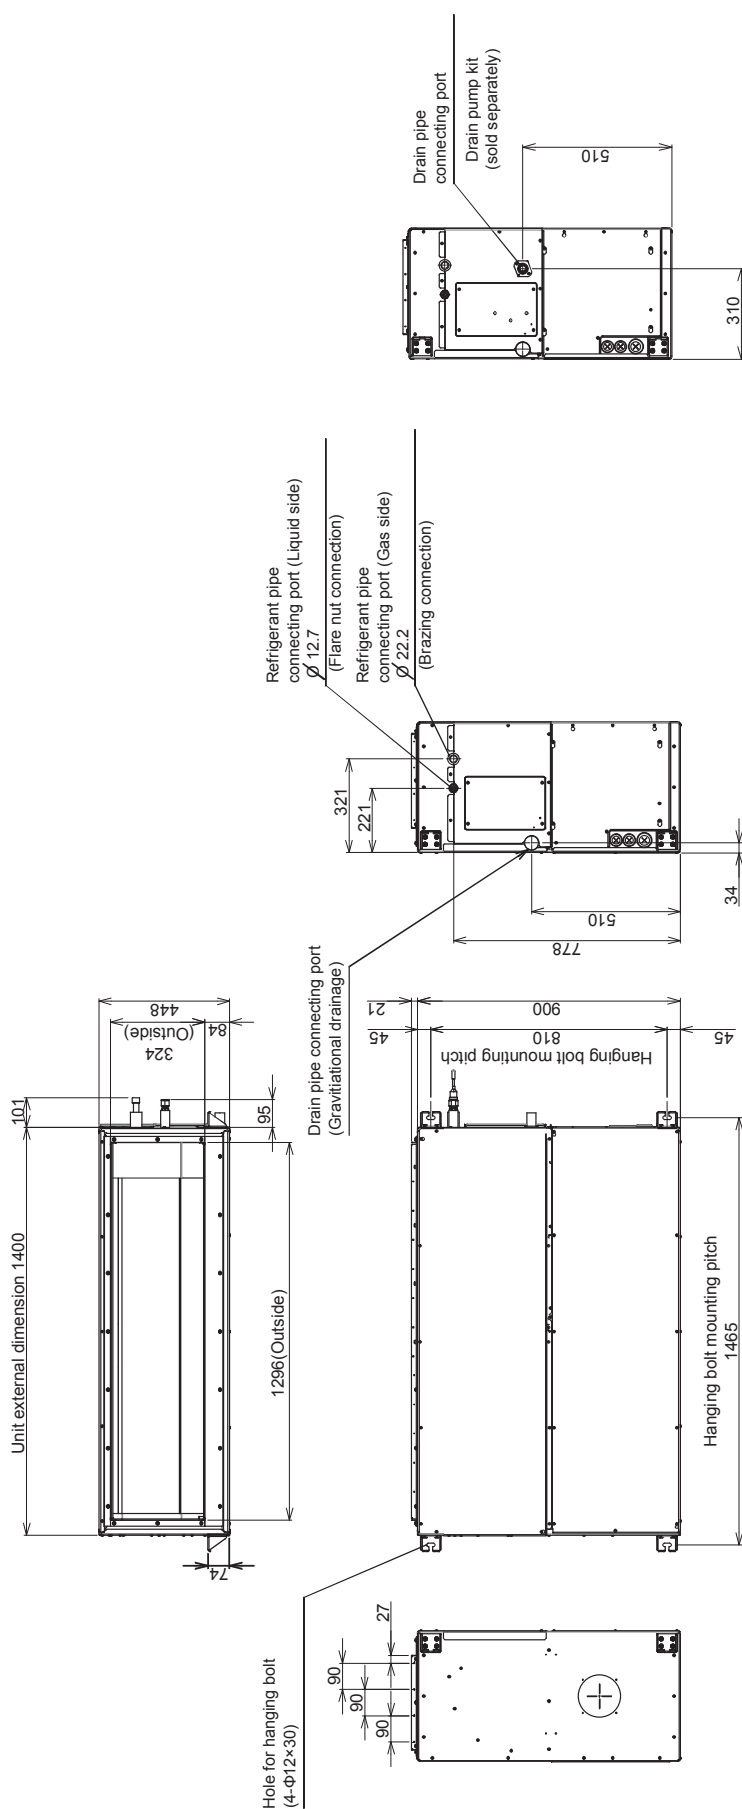 Drain pipe
connecting port
Drain pump kit
(sold separately)
510
310
Refrigerant pipe
connecting port (Liquid side)
Ø 12.7
(Flare nut connection)
Refrigerant pipe
connecting port (Gas side)
Ø 22.2
(Brazing connection)
321
221
34
510
778
Drain pipe connecting port
(Gravitiational drainage)
Unit external dimension 1400
101
95
448
324
(Outside)
84
1296(Outside)
74
21
45
900
810
Hanging bolt mounting pitch
45
Hanging bolt mounting pitch
1465
Hole for hanging bolt
(4-Φ12×30)
27
90
90
90